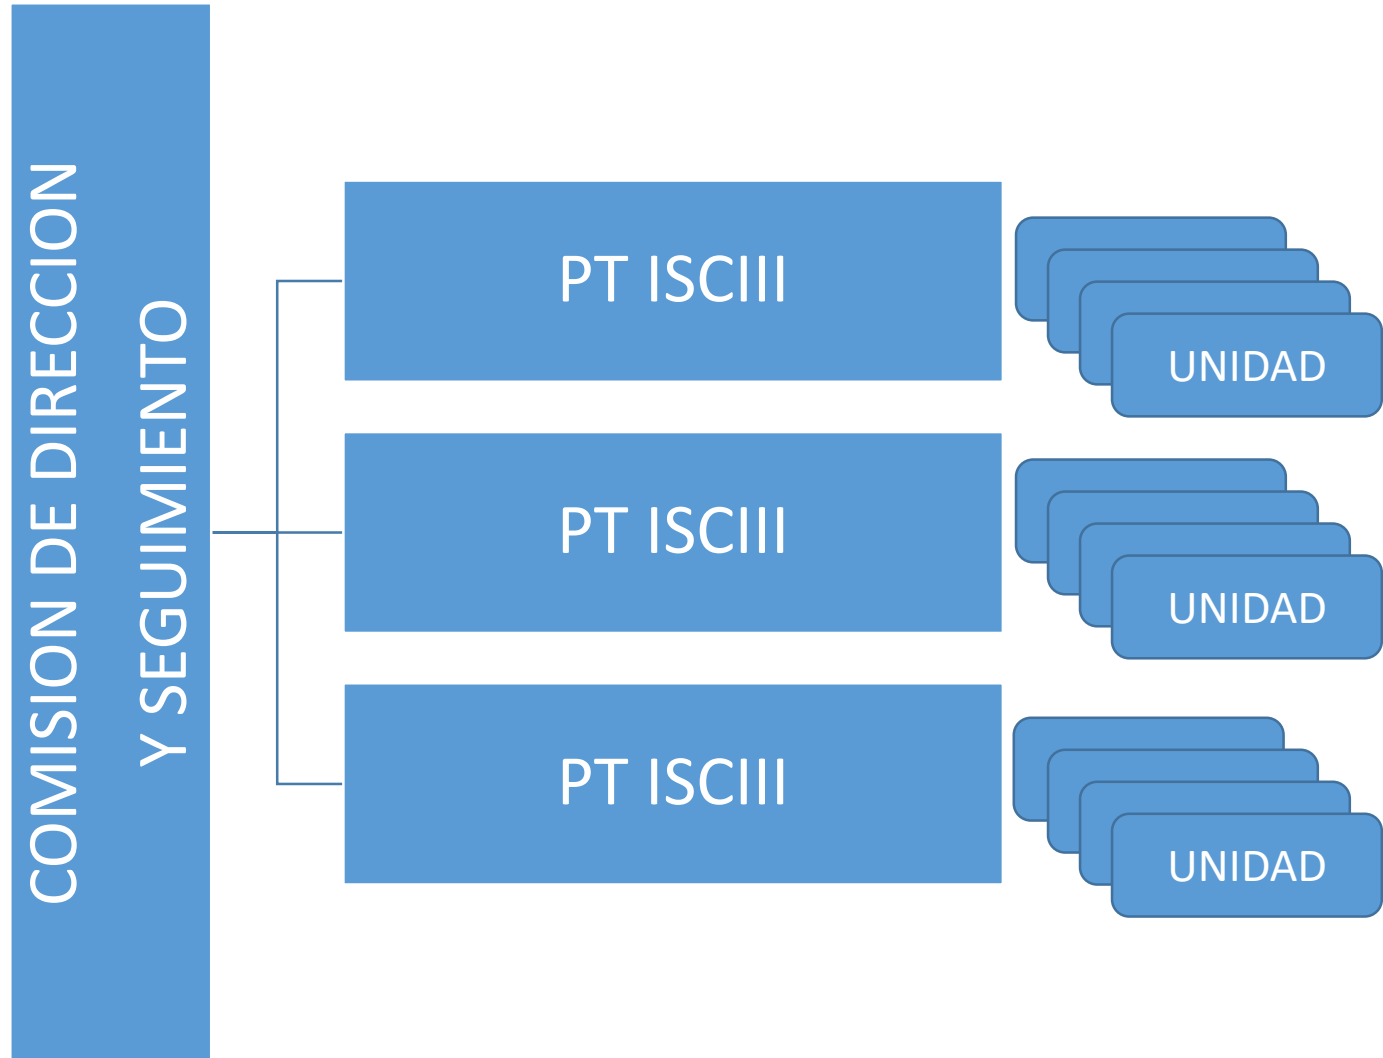 COMISION DE DIRECCION
Y SEGUIMIENTO
PT ISCIII
UNIDAD
PT ISCIII
UNIDAD
PT ISCIII
UNIDAD